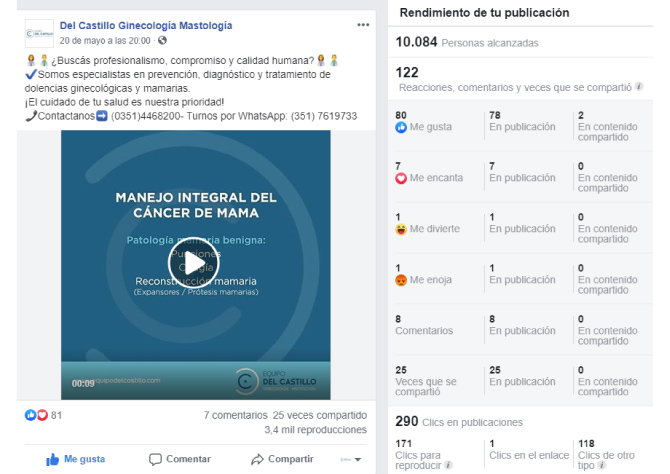 Del Castillo Ginecología Mastología
20 de mayo a las 20:00 ·
¿Buscás profesionalismo, compromiso y calidad humana?
Somos especialistas en prevención, diagnóstico y tratamiento de
dolencias ginecológicas y mamarias.
¡El cuidado de tu salud es nuestra prioridad!
Contactanos (0351)4468200- Turnos por WhatsApp: (351) 7619733
MANEJO INTEGRAL DEL
CÁNCER DE MAMA
Patología mamaria benigna:
Punciones
Cirugía
Reconstrucción mamaria
(Expansores / Prótesis mamarias)
00:09
equipodelcastillo.com
EQUIPO
DEL CASTILLO
81
7 comentarios 25 veces compartido
3,4 mil reproducciones
Me gusta
Comentar
Compartir
Rendimiento de tu publicación
10.084 Personas alcanzadas
122
Reacciones, comentarios y veces que se compartió
80 78 2
Me gusta En publicación En contenido
compartido
7 7 0
Me encanta En publicación En contenido
compartido
1 1 0
Me divierte En publicación En contenido
compartido
1 1 0
Me enoja En publicación En contenido
compartido
8 8 0
Comentarios En publicación En contenido
compartido
25 25 0
Veces que se En publicación En contenido
compartió compartido
290 Clics en publicaciones
171 1 118
Clics para Clics en el enlace Clics de otro
reproducir tipo